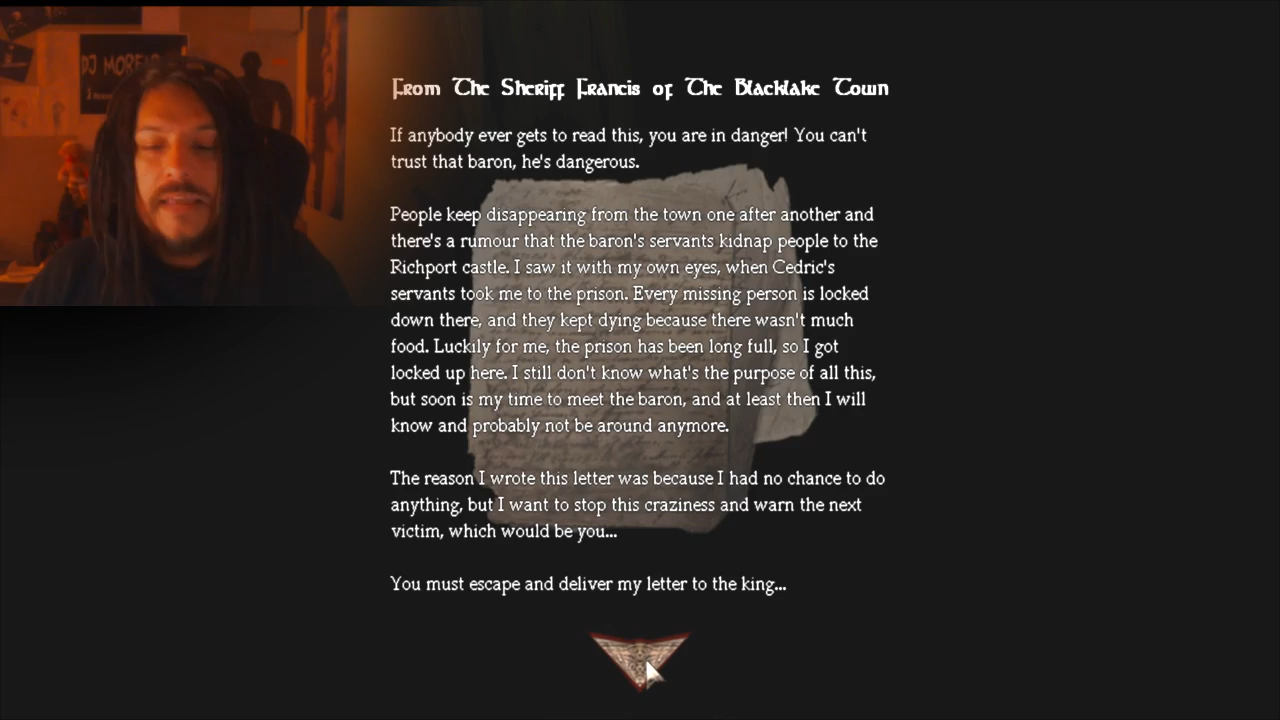 DJ MORF
From The Sheriff Francis of The Blacklake Town
If anybody ever gets to read this, you are in danger! You can't
trust that baron, he's dangerous.
People keep disappearing from the town one after another and
there's a rumour that the baron's servants kidnap people to the
Richport castle. I saw it with my own eyes, when Cedric's
servants took me to the prison. Every missing person is locked
down there, and they kept dying because there wasn't much
food. Luckily for me, the prison has been long full, so I got
locked up here. I still don't know what's the purpose of all this,
but soon is my time to meet the baron, and at least then I will
know and probably not be around anymore.
The reason I wrote this letter was because I had no chance to do
anything, but I want to stop this craziness and warn the next
victim, which would be you...
You must escape and deliver my letter to the king...